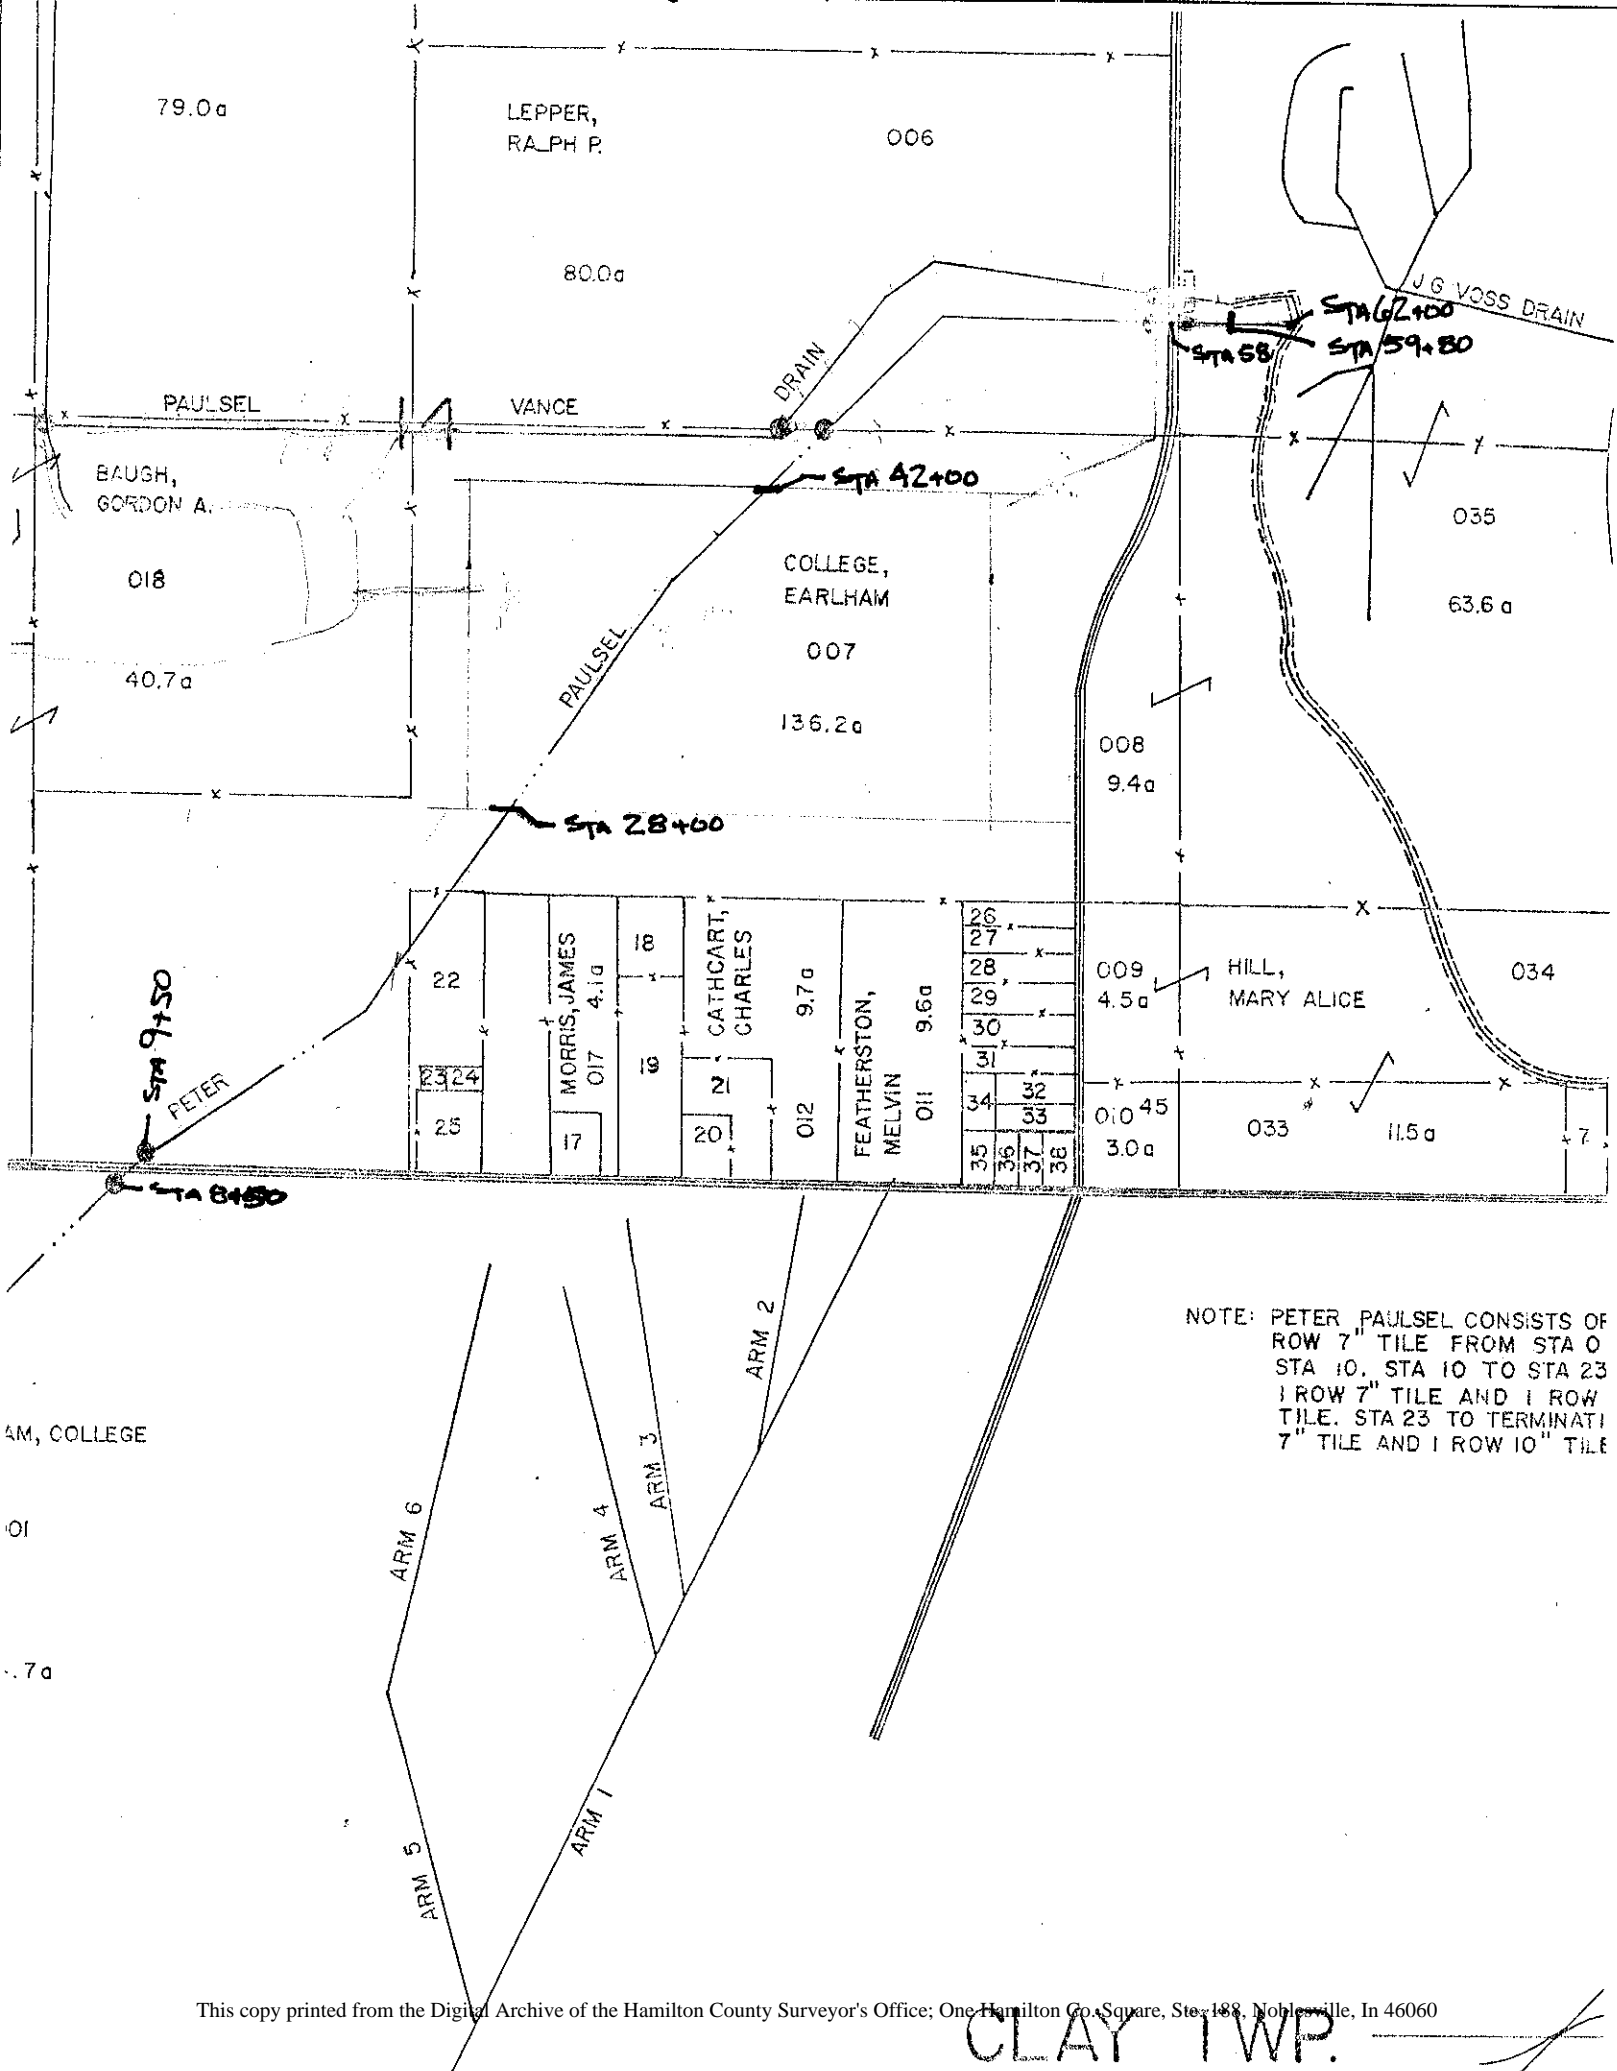 79.0a
LEPPER,
RALPH P.
006
80.0a
J G VOSS DRAIN
STA 62+00
STA 58
STA 59+80
DRAIN
PAULSEL
VANCE
BAUGH,
GORDON A.
018
40.7a
STA 42+00
COLLEGE,
EARLHAM
007
136.2a
PAULSEL
035
63.6 a
008
9.4a
STA 28+00
22
23 24
25
MORRIS, JAMES
017 4.1a
17
18
19
CATHCART,
CHARLES
21
20
012 9.7a
FEATHERSTON,
MELVIN
011 9.6a
26
27
28
29
30
31
32
33
34
35
36
37
38
009
4.5a
HILL,
MARY ALICE
034
010 45
3.0a
033
11.5a
7
STA 9+50
PETER
STA 8+50
ARM 2
ARM 3
ARM 4
ARM 6
ARM 1
ARM 5
NOTE: PETER PAULSEL CONSISTS OF
ROW 7" TILE FROM STA 0
STA 10. STA 10 TO STA 23
1 ROW 7" TILE AND 1 ROW
TILE. STA 23 TO TERMINATI
7" TILE AND 1 ROW 10" TILE
AM, COLLEGE
01
.7a
This copy printed from the Digital Archive of the Hamilton County Surveyor's Office; One Hamilton Co. Square, Ste. 188, Noblesville, In 46060
CLAY TWP.